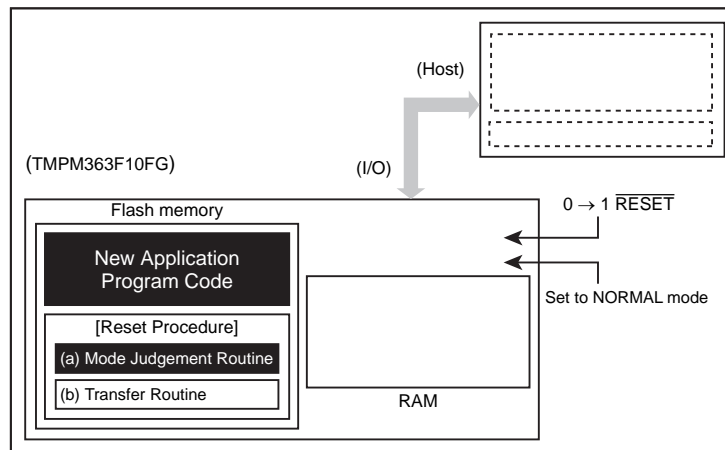 (Host)
(TMPM363F10FG)
(I/O)
Flash memory
0 → 1 RESET
New Application
Program Code
Set to NORMAL mode
[Reset Procedure]
(a) Mode Judgement Routine
(b) Transfer Routine
RAM